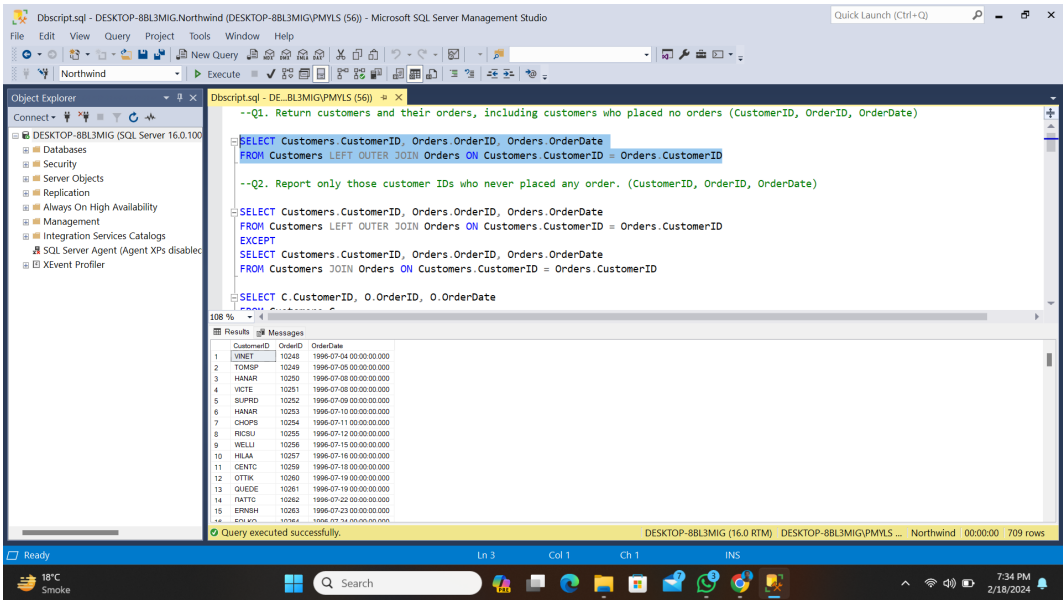 Dbscript.sql - DESKTOP-8BL3MIG.Northwind (DESKTOP-8BL3MIG\PMYLS (56)) - Microsoft SQL Server Management Studio
Quick Launch (Ctrl+Q)
File Edit View Query Project Tools Window Help
New Query
Northwind
Execute
Object Explorer
Dbscript.sql - DE...BL3MIG\PMYLS (56))
Connect
DESKTOP-8BL3MIG (SQL Server 16.0.100
Databases
Security
Server Objects
Replication
Always On High Availability
Management
Integration Services Catalogs
SQL Server Agent (Agent XPs disablec
XEvent Profiler
--Q1. Return customers and their orders, including customers who placed no orders (CustomerID, OrderID, OrderDate)
SELECT Customers.CustomerID, Orders.OrderID, Orders.OrderDate
FROM Customers LEFT OUTER JOIN Orders ON Customers.CustomerID = Orders.CustomerID
--Q2. Report only those customer IDs who never placed any order. (CustomerID, OrderID, OrderDate)
SELECT Customers.CustomerID, Orders.OrderID, Orders.OrderDate
FROM Customers LEFT OUTER JOIN Orders ON Customers.CustomerID = Orders.CustomerID
EXCEPT
SELECT Customers.CustomerID, Orders.OrderID, Orders.OrderDate
FROM Customers JOIN Orders ON Customers.CustomerID = Orders.CustomerID
SELECT C.CustomerID, O.OrderID, O.OrderDate
108 %
Results Messages
CustomerID OrderID OrderDate
1 VINET 10248 1996-07-04 00:00:00.000
2 TOMSP 10249 1996-07-05 00:00:00.000
3 HANAR 10250 1996-07-08 00:00:00.000
4 VICTE 10251 1996-07-08 00:00:00.000
5 SUPRD 10252 1996-07-09 00:00:00.000
6 HANAR 10253 1996-07-10 00:00:00.000
7 CHOPS 10254 1996-07-11 00:00:00.000
8 RICSU 10255 1996-07-12 00:00:00.000
9 WELLI 10256 1996-07-15 00:00:00.000
10 HILAA 10257 1996-07-16 00:00:00.000
11 CENTC 10259 1996-07-18 00:00:00.000
12 OTTIK 10260 1996-07-19 00:00:00.000
13 QUEDE 10261 1996-07-19 00:00:00.000
14 RATTC 10262 1996-07-22 00:00:00.000
15 ERNSH 10263 1996-07-23 00:00:00.000
Query executed successfully.
DESKTOP-8BL3MIG (16.0 RTM) DESKTOP-8BL3MIG\PMYLS ... Northwind 00:00:00 709 rows
Ready Ln 3 Col 1 Ch 1 INS
18°C
Smoke
Search
PRE
7:34 PM
2/18/2024